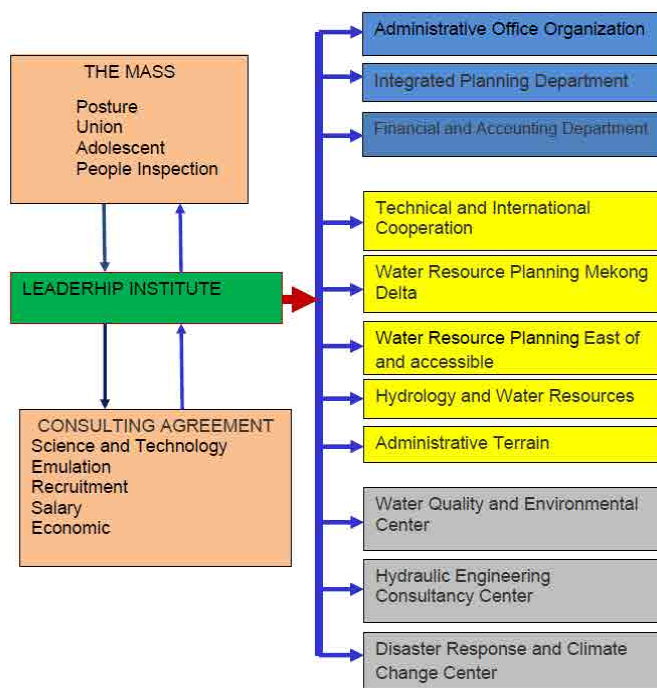 THE MASS
Posture
Union
Adolescent
People Inspection
LEADERHIP INSTITUTE
CONSULTING AGREEMENT
Science and Technology
Emulation
Recruitment
Salary
Economic
Administrative Office Organization
Integrated Planning Department
Financial and Accounting Department
Technical and International
Cooperation
Water Resource Planning Mekong
Delta
Water Resource Planning East of
and accessible
Hydrology and Water Resources
Administrative Terrain
Water Quality and Environmental
Center
Hydraulic Engineering
Consultancy Center
Disaster Response and Climate
Change Center